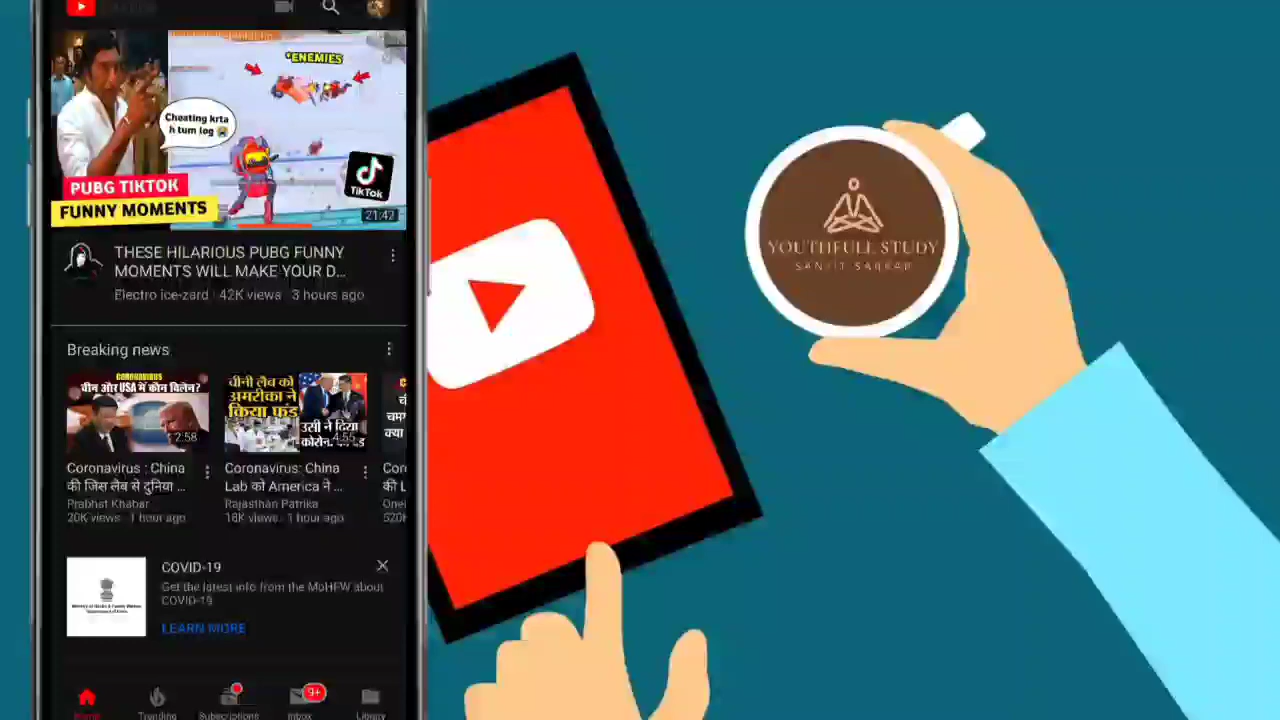 *ENEMIES
Cheating krta
h tum log 😭
PUBG TIKTOK
FUNNY MOMENTS
TikTok
21:42
THESE HILARIOUS PUBG FUNNY
MOMENTS WILL MAKE YOUR D...
Electro ice-zard · 42K views · 3 hours ago
Breaking news
CORONAVIRUS
चीन और USA में कौन विलेन?
2:58
चीनी लैब को
अमरीका ने
किया फंड
उसी ने दिया
4:55
Coronavirus : China
की जिस लैब से दुनिया ...
Prabhat Khabar
20K views · 1 hour ago
Coronavirus: China
Lab को America ने ...
Rajasthan Patrika
18K views · 1 hour ago
COVID-19
Get the latest info from the MoHFW about
COVID-19
LEARN MORE
Home
Trending
Subscriptions
9+
Inbox
Library
YOUTHFULL STUDY
SANJIT SARKAR